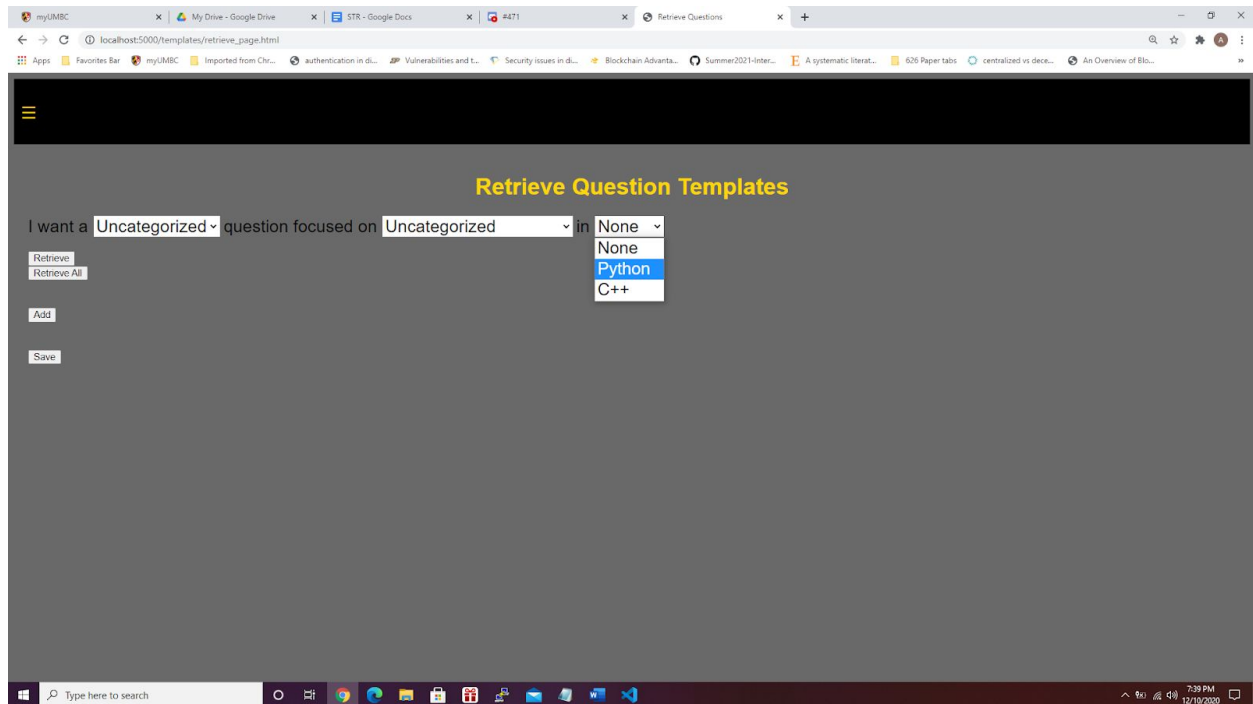 myUMBC My Drive - Google Drive STR - Google Docs #471 Retrieve Questions
localhost:5000/templates/retrieve_page.html A
Apps Favorites Bar myUMBC Imported from Chr... authentication in di... Vulnerabilities and t... Security issues in di... Blockchain Advanta... Summer2021-Inter... E A systematic literat... 626 Paper tabs centralized vs dece... An Overview of Blo... »
Retrieve Question Templates
I want a Uncategorized question focused on Uncategorized in None
None
Python
C++
Retrieve
Retrieve All
Add
Save
Type here to search
7:39 PM
12/10/2020